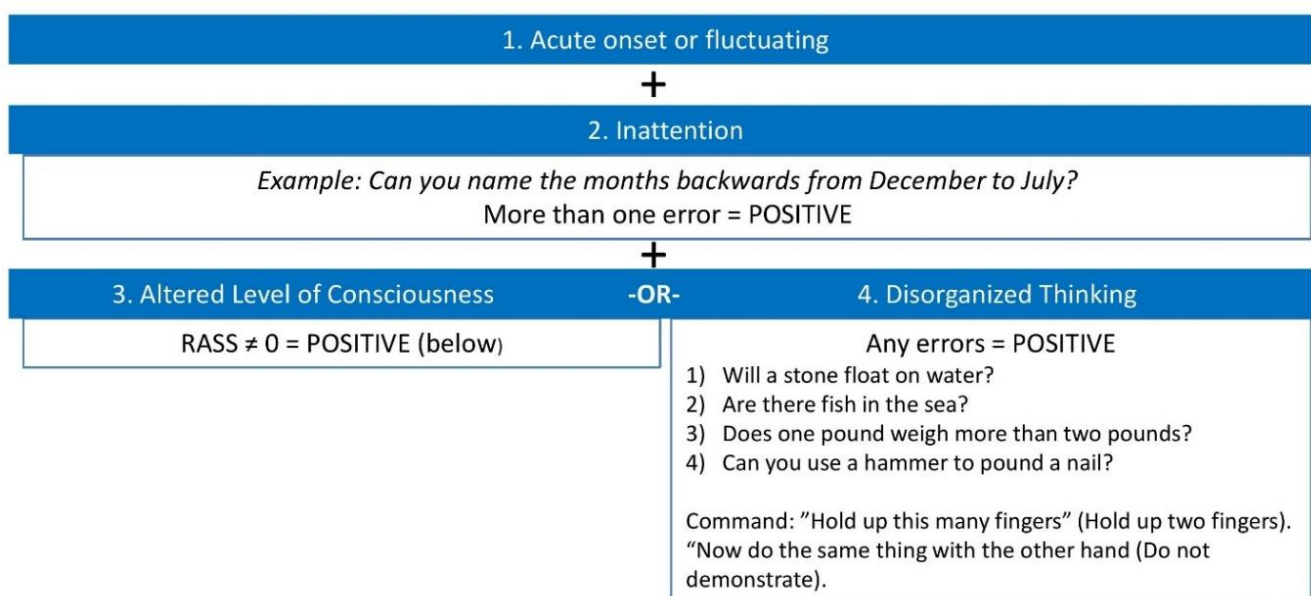 1. Acute onset or fluctuating
+
2. Inattention
Example: Can you name the months backwards from December to July?
More than one error = POSITIVE
+
3. Altered Level of Consciousness
-OR-
4. Disorganized Thinking
RASS ≠ 0 = POSITIVE (below)
Any errors = POSITIVE
1) Will a stone float on water?
2) Are there fish in the sea?
3) Does one pound weigh more than two pounds?
4) Can you use a hammer to pound a nail?
Command: ”Hold up this many fingers” (Hold up two fingers).
“Now do the same thing with the other hand (Do not
demonstrate).